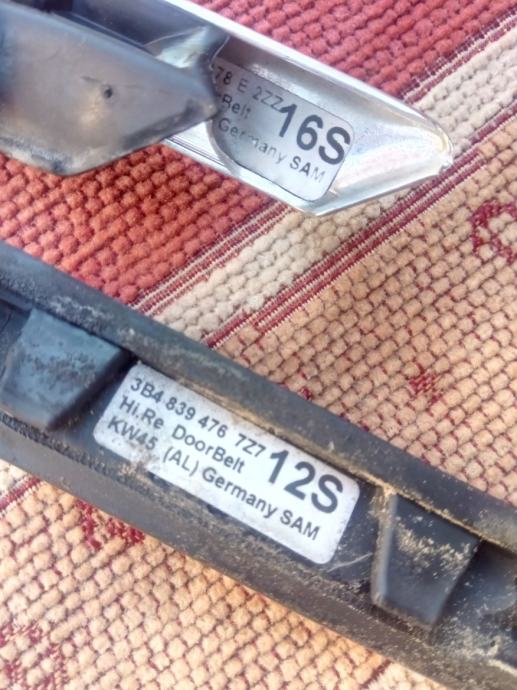 78 E 2ZZ 16S
Belt
Germany SAM
3B4 839 476 7Z7 12S
Hi.Re DoorBelt
KW45 (AL) Germany SAM